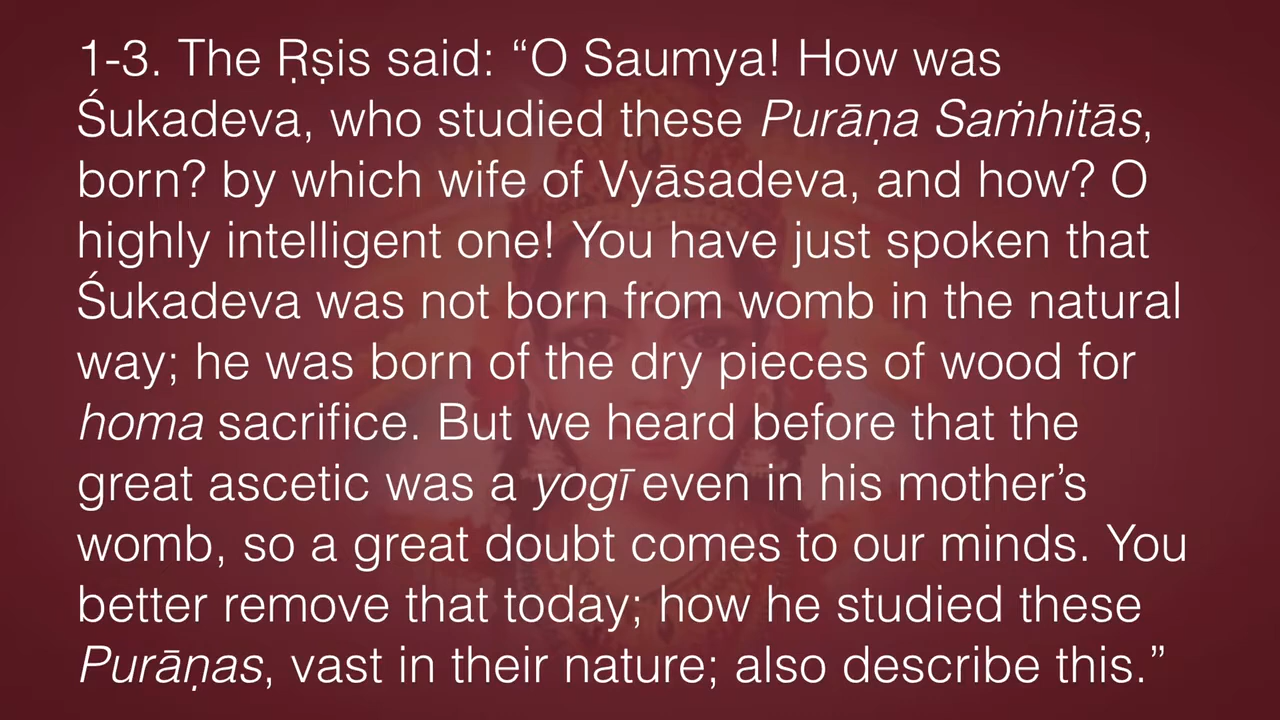 1-3. The Ṛṣis said: “O Saumya! How was
Śukadeva, who studied these Purāṇa Saṁhitās,
born? by which wife of Vyāsadeva, and how? O
highly intelligent one! You have just spoken that
Śukadeva was not born from womb in the natural
way; he was born of the dry pieces of wood for
homa sacrifice. But we heard before that the
great ascetic was a yogī even in his mother’s
womb, so a great doubt comes to our minds. You
better remove that today; how he studied these
Purāṇas, vast in their nature; also describe this.”